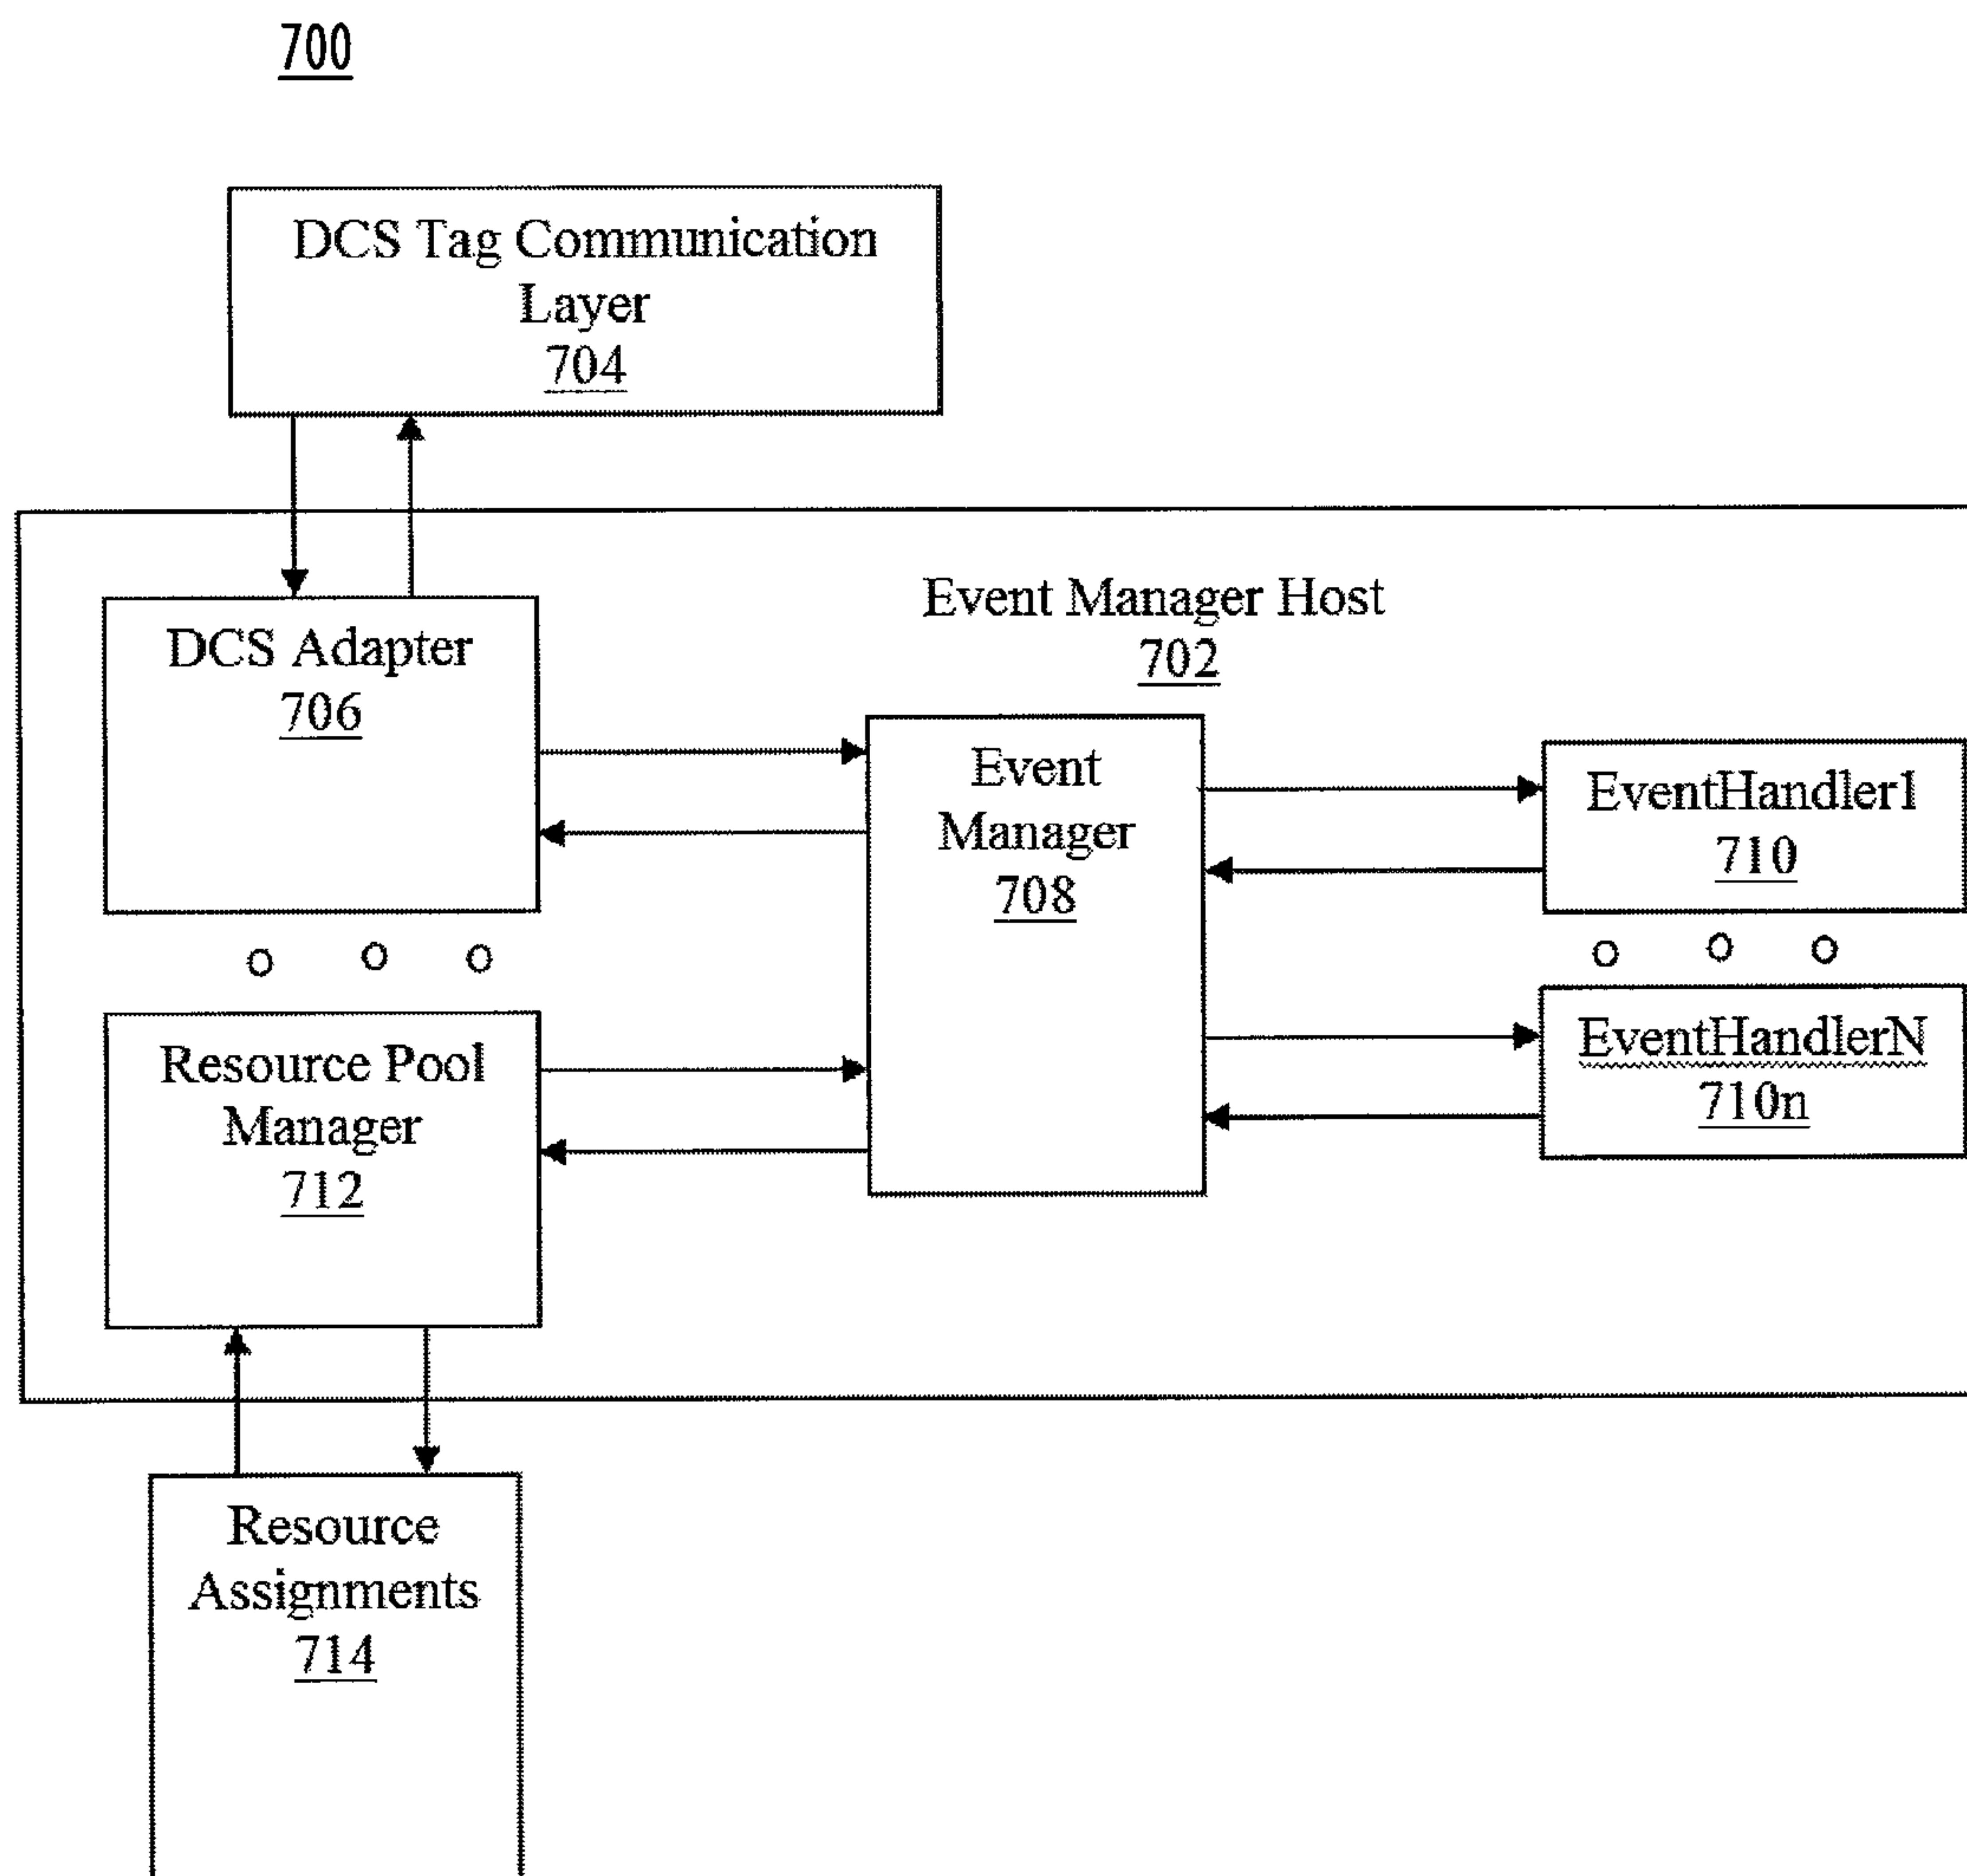 700
DCS Tag Communication
Layer
704
Event Manager Host
702
DCS Adapter
706
Event
Manager
708
EventHandler1
710
EventHandlerN
710n
Resource Pool
Manager
712
Resource
Assignments
714